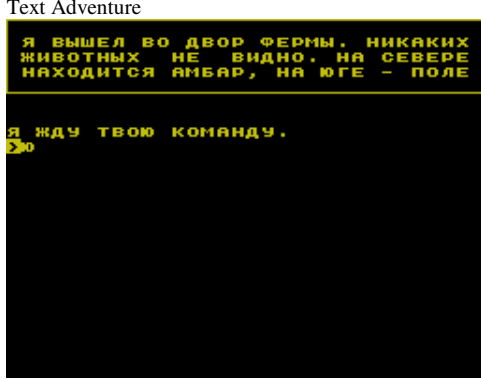 Text Adventure
Я ВЫШЕЛ ВО ДВОР ФЕРМЫ. НИКАКИХ
ЖИВОТНЫХ НЕ ВИДНО. НА СЕВЕРЕ
НАХОДИТСЯ АМБАР, НА ЮГЕ - ПОЛЕ
Я ЖДУ ТВОЮ КОМАНДУ.
>Ю